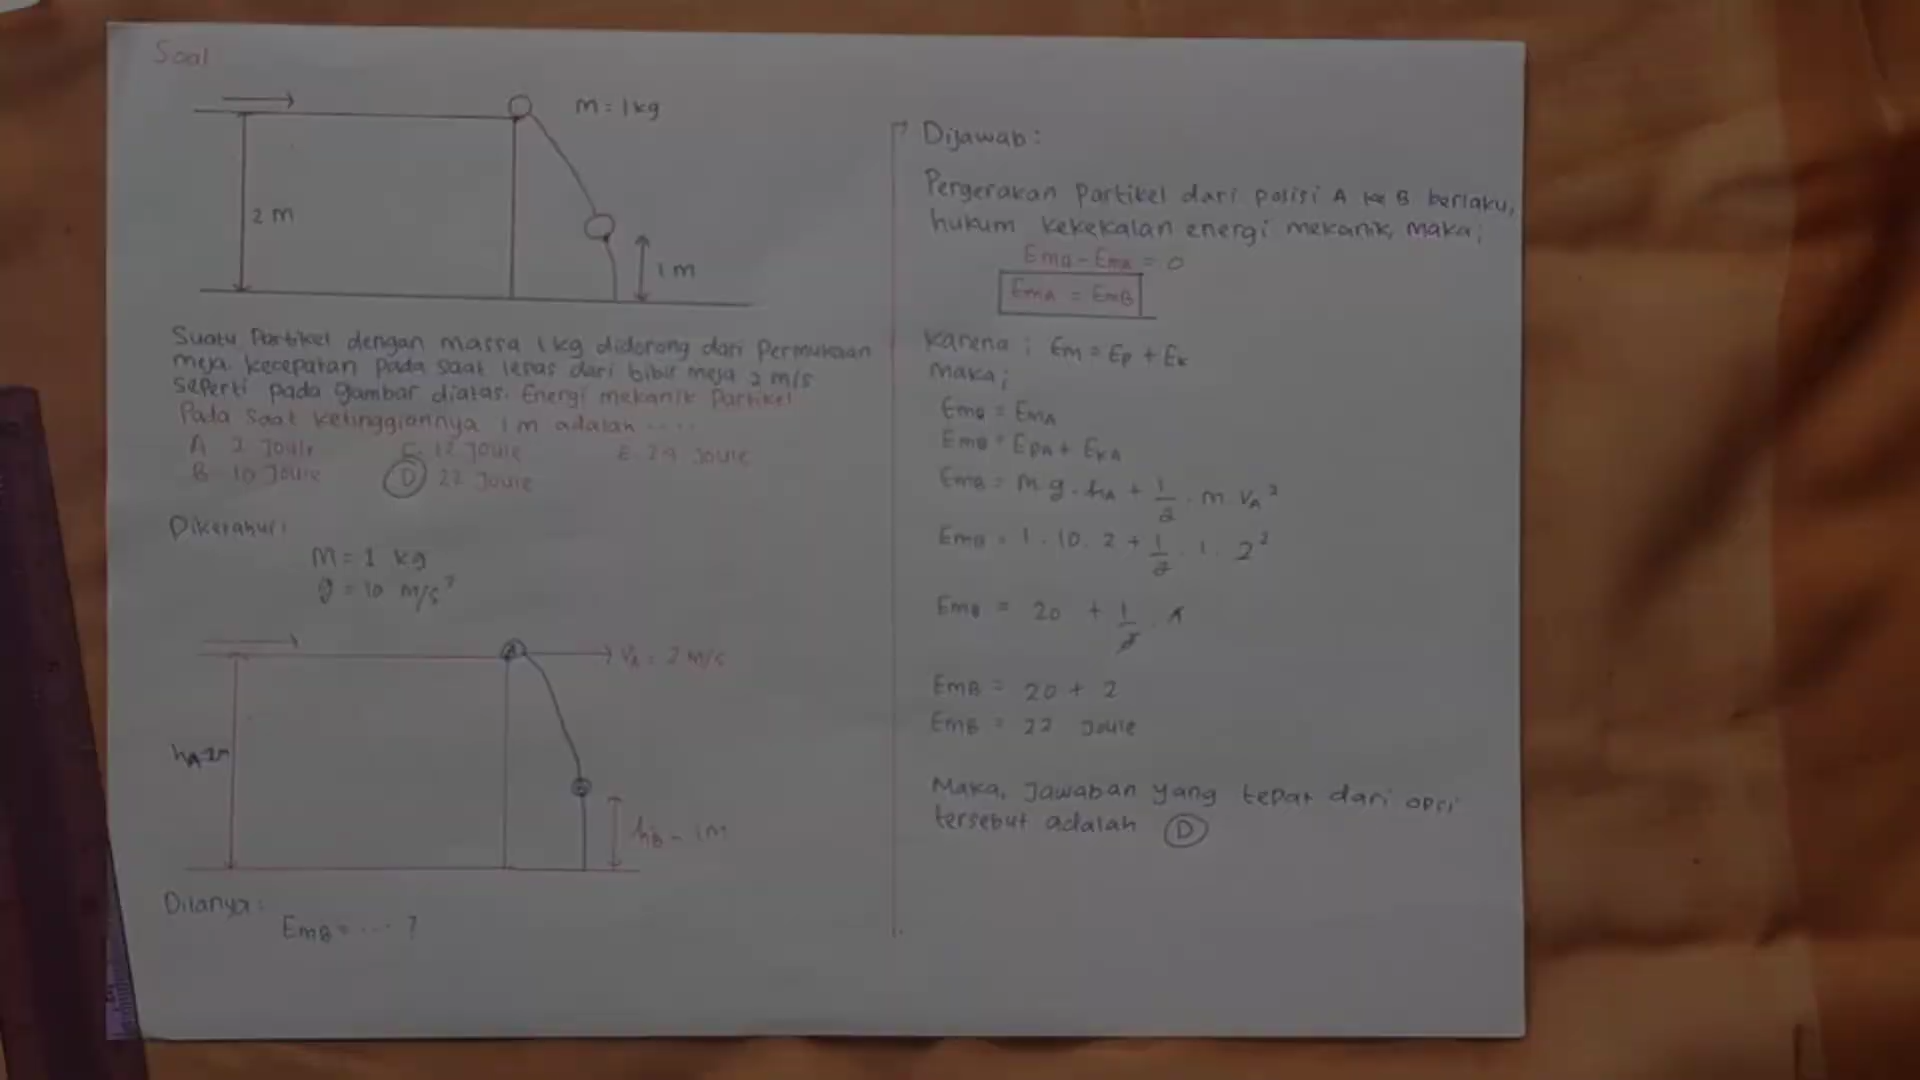 Soal
m = 1 kg
2 m
1 m
Suatu Partikel dengan massa 1 kg didorong dari Permukaan
meja kecepatan pada saat lepas dari bibir meja 2 m/s
seperti pada gambar diatas. Energi mekanik Partikel
Pada saat ketinggiannya 1 m adalah ....
A 2 Joule C. 12 Joule E. 24 Joule
B 10 Joule D 22 Joule
Diketahui:
m = 1 kg
g = 10 m/s²
A
VA = 2 m/s
hA=2m
B
hB = 1m
Ditanya:
EmB = ... ?
Dijawab:
Pergerakan Partikel dari posisi A ke B berlaku,
hukum kekekalan energi mekanik, maka;
EmA = EmB
Karena ; Em = Ep + Ek
maka;
EmB = EmA
EmB = EpA + EkA
EmB = m g . hA + 1/2 . m VA²
EmB = 1 . 10 . 2 + 1/2 . 1 . 2²
EmB = 20 + 1/2 . 4
EmB = 20 + 2
EmB = 22 Joule
Maka, Jawaban yang tepat dari opsi
tersebut adalah D